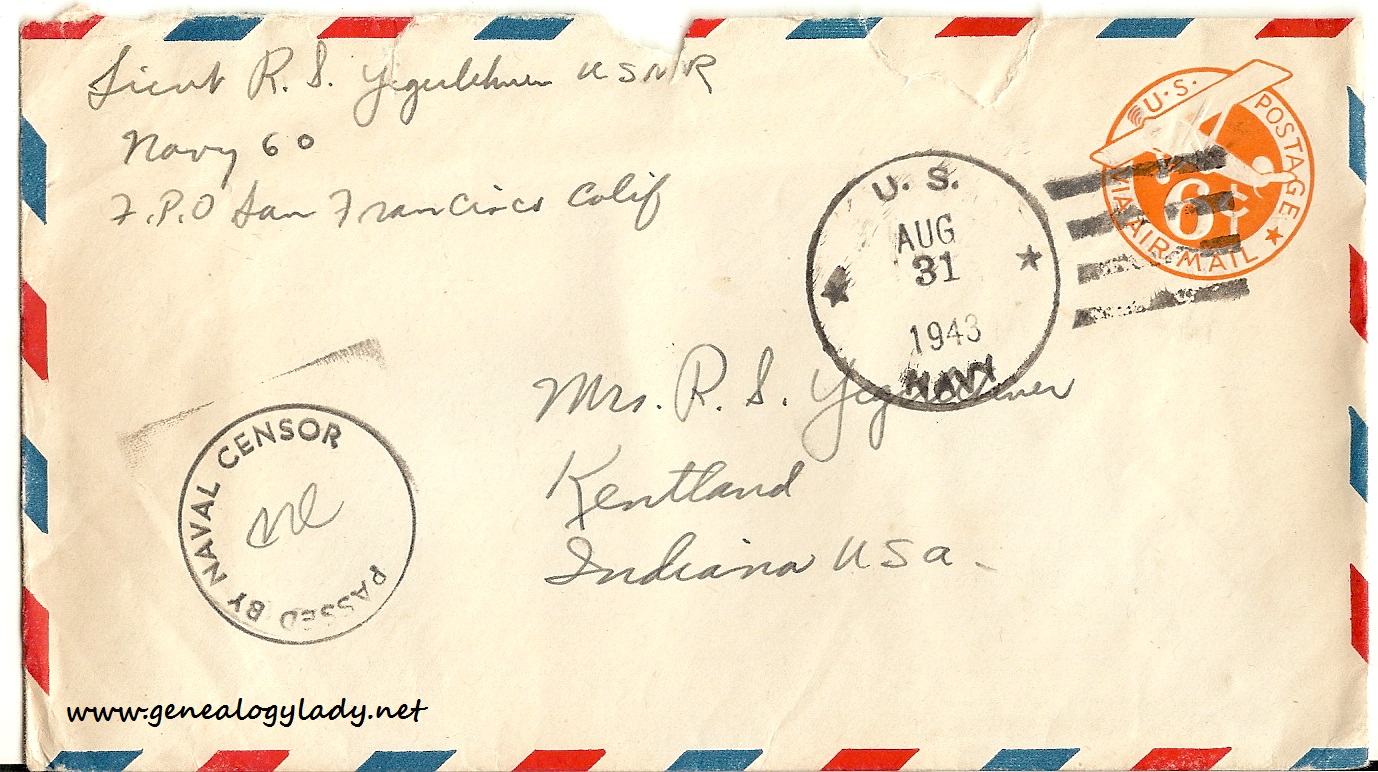 Lieut R. S. Yegerlehner USNR
Navy 60
F.P.O San Francisco Calif
U.S. POSTAGE
VIA AIR MAIL
6¢
U. S.
AUG
31
1943
NAVY
Mrs. R. S. Yegerlehner
Kentland
Indiana USA -
PASSED BY NAVAL CENSOR
www.genealogylady.net